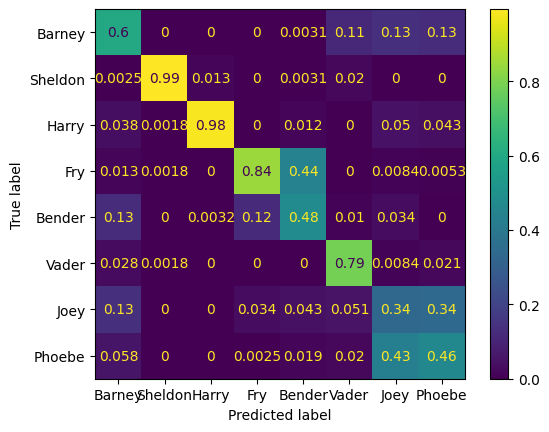 Barney 0.6 0 0 0 0.0031 0.11 0.13 0.13
Sheldon 0.0025 0.99 0.013 0 0.0031 0.02 0 0
Harry 0.038 0.0018 0.98 0 0.012 0 0.05 0.043
Fry 0.013 0.0018 0 0.84 0.44 0 0.0084 0.0053
Bender 0.13 0 0.0032 0.12 0.48 0.01 0.034 0
Vader 0.028 0.0018 0 0 0 0.79 0.0084 0.021
Joey 0.13 0 0 0.034 0.043 0.051 0.34 0.34
Phoebe 0.058 0 0 0.0025 0.019 0.02 0.43 0.46
Barney Sheldon Harry Fry Bender Vader Joey Phoebe
Predicted label
True label
0.8
0.6
0.4
0.2
0.0